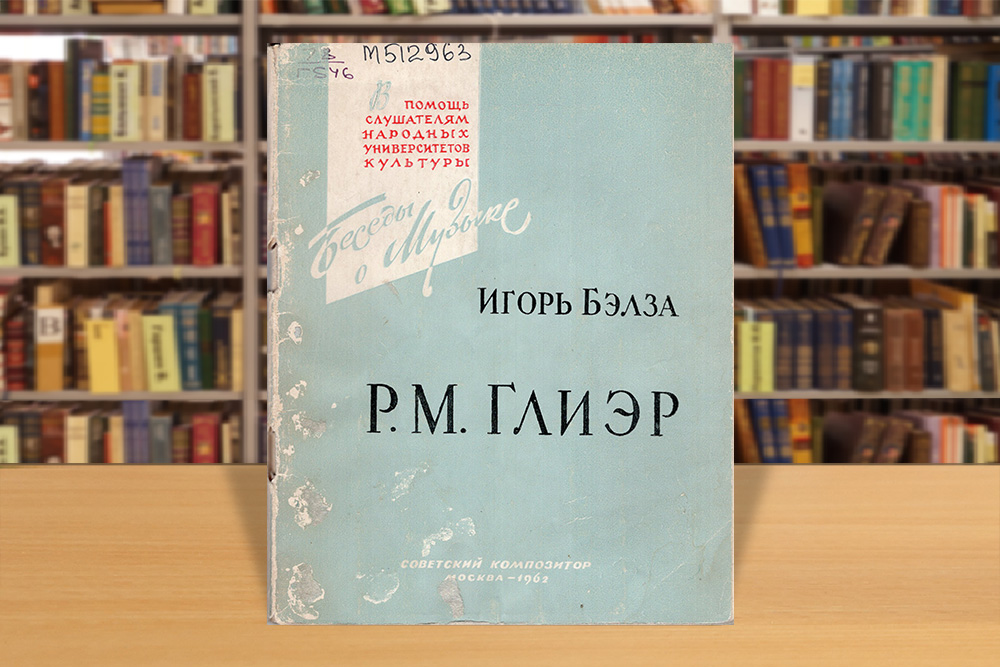 М512963
В ПОМОЩЬ
СЛУШАТЕЛЯМ
НАРОДНЫХ
УНИВЕРСИТЕТОВ
КУЛЬТУРЫ
Беседы
о Музыке
ИГОРЬ БЭЛЗА
Р.М. ГЛИЭР
СОВЕТСКИЙ КОМПОЗИТОР
МОСКВА — 1962